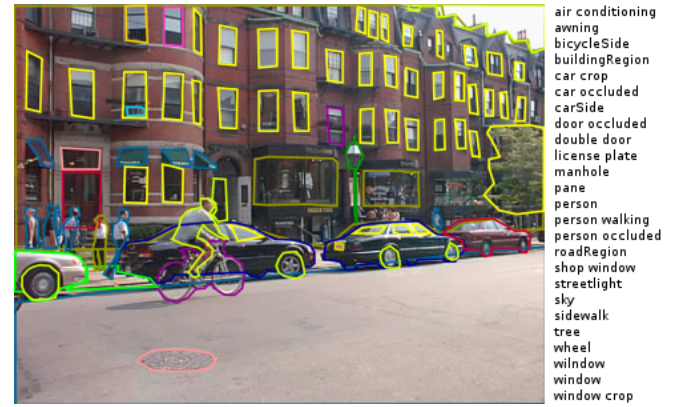 air conditioning
awning
bicycleSide
buildingRegion
car crop
car occluded
carSide
door occluded
double door
license plate
manhole
pane
person
person walking
person occluded
roadRegion
shop window
streetlight
sky
sidewalk
tree
wheel
wilndow
window
window crop